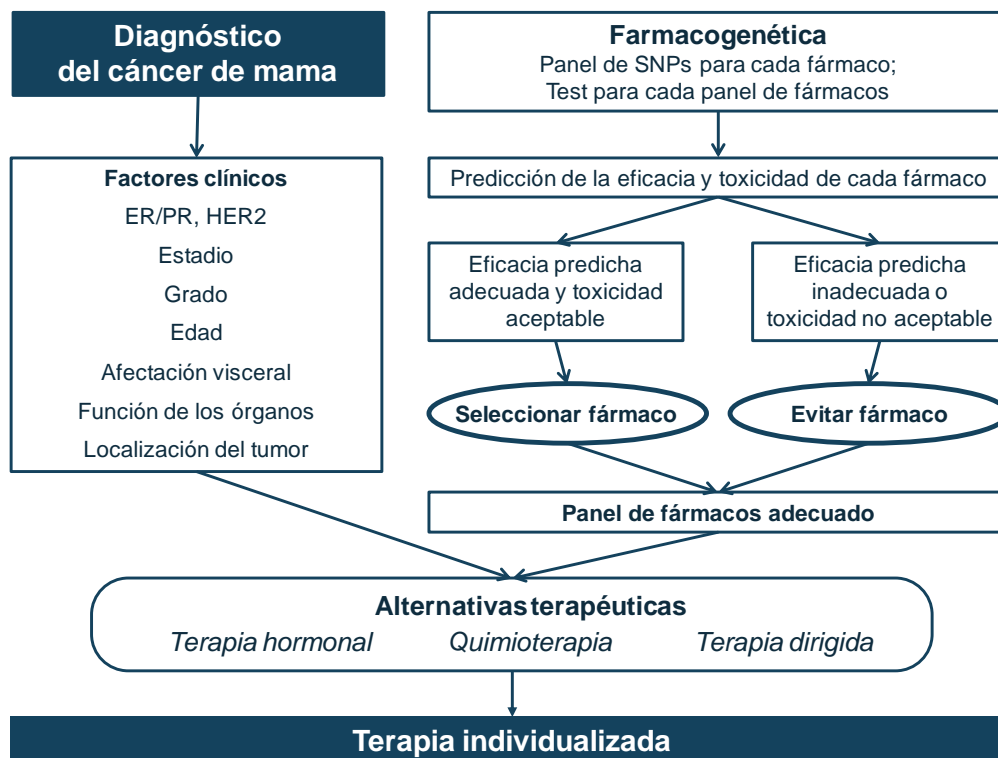 Diagnóstico
del cáncer de mama
Farmacogenética
Panel de SNPs para cada fármaco;
Test para cada panel de fármacos
Factores clínicos
ER/PR, HER2
Estadio
Grado
Edad
Afectación visceral
Función de los órganos
Localización del tumor
Predicción de la eficacia y toxicidad de cada fármaco
Eficacia predicha
adecuada y toxicidad
aceptable
Eficacia predicha
inadecuada o
toxicidad no aceptable
Seleccionar fármaco
Evitar fármaco
Panel de fármacos adecuado
Alternativas terapéuticas
Terapia hormonal Quimioterapia Terapia dirigida
Terapia individualizada